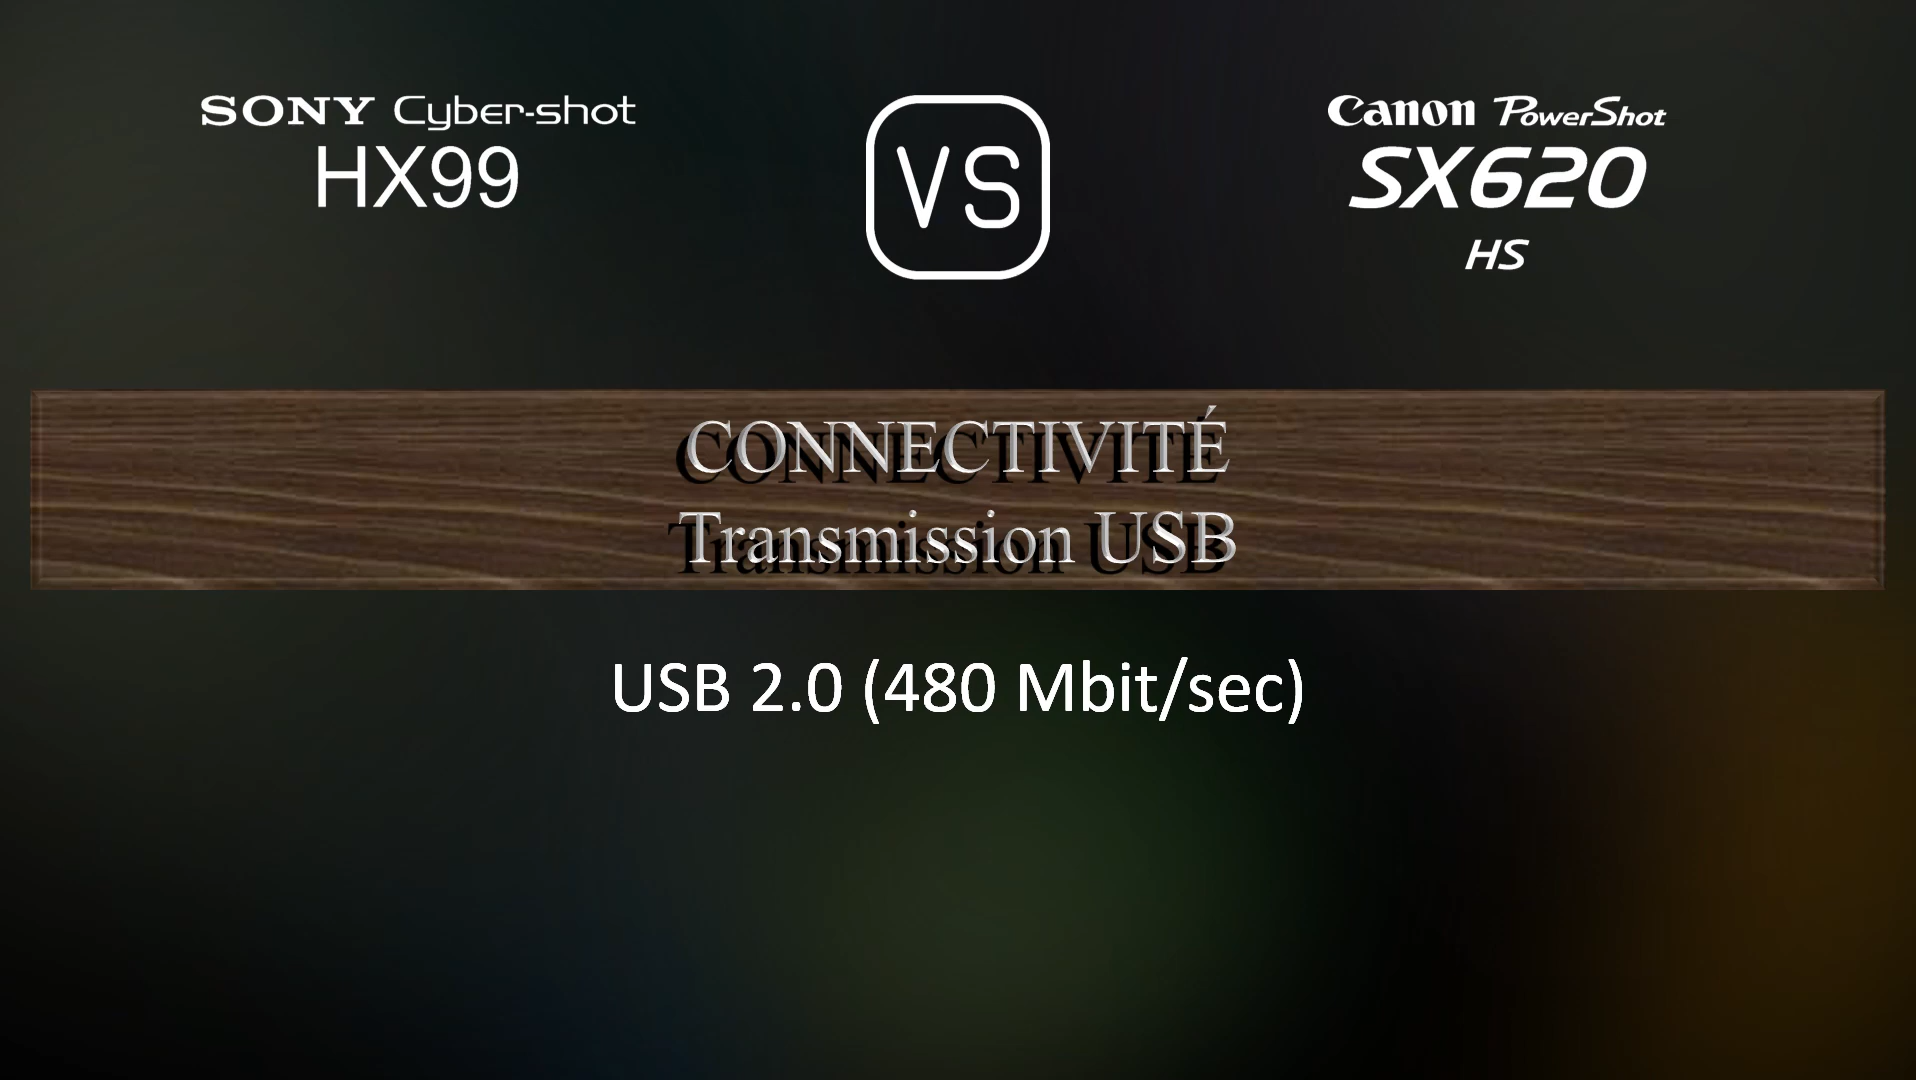 SONY Cyber-shot
HX99
VS
Canon PowerShot
SX620
HS
CONNECTIVITÉ
Transmission USB
USB 2.0 (480 Mbit/sec)